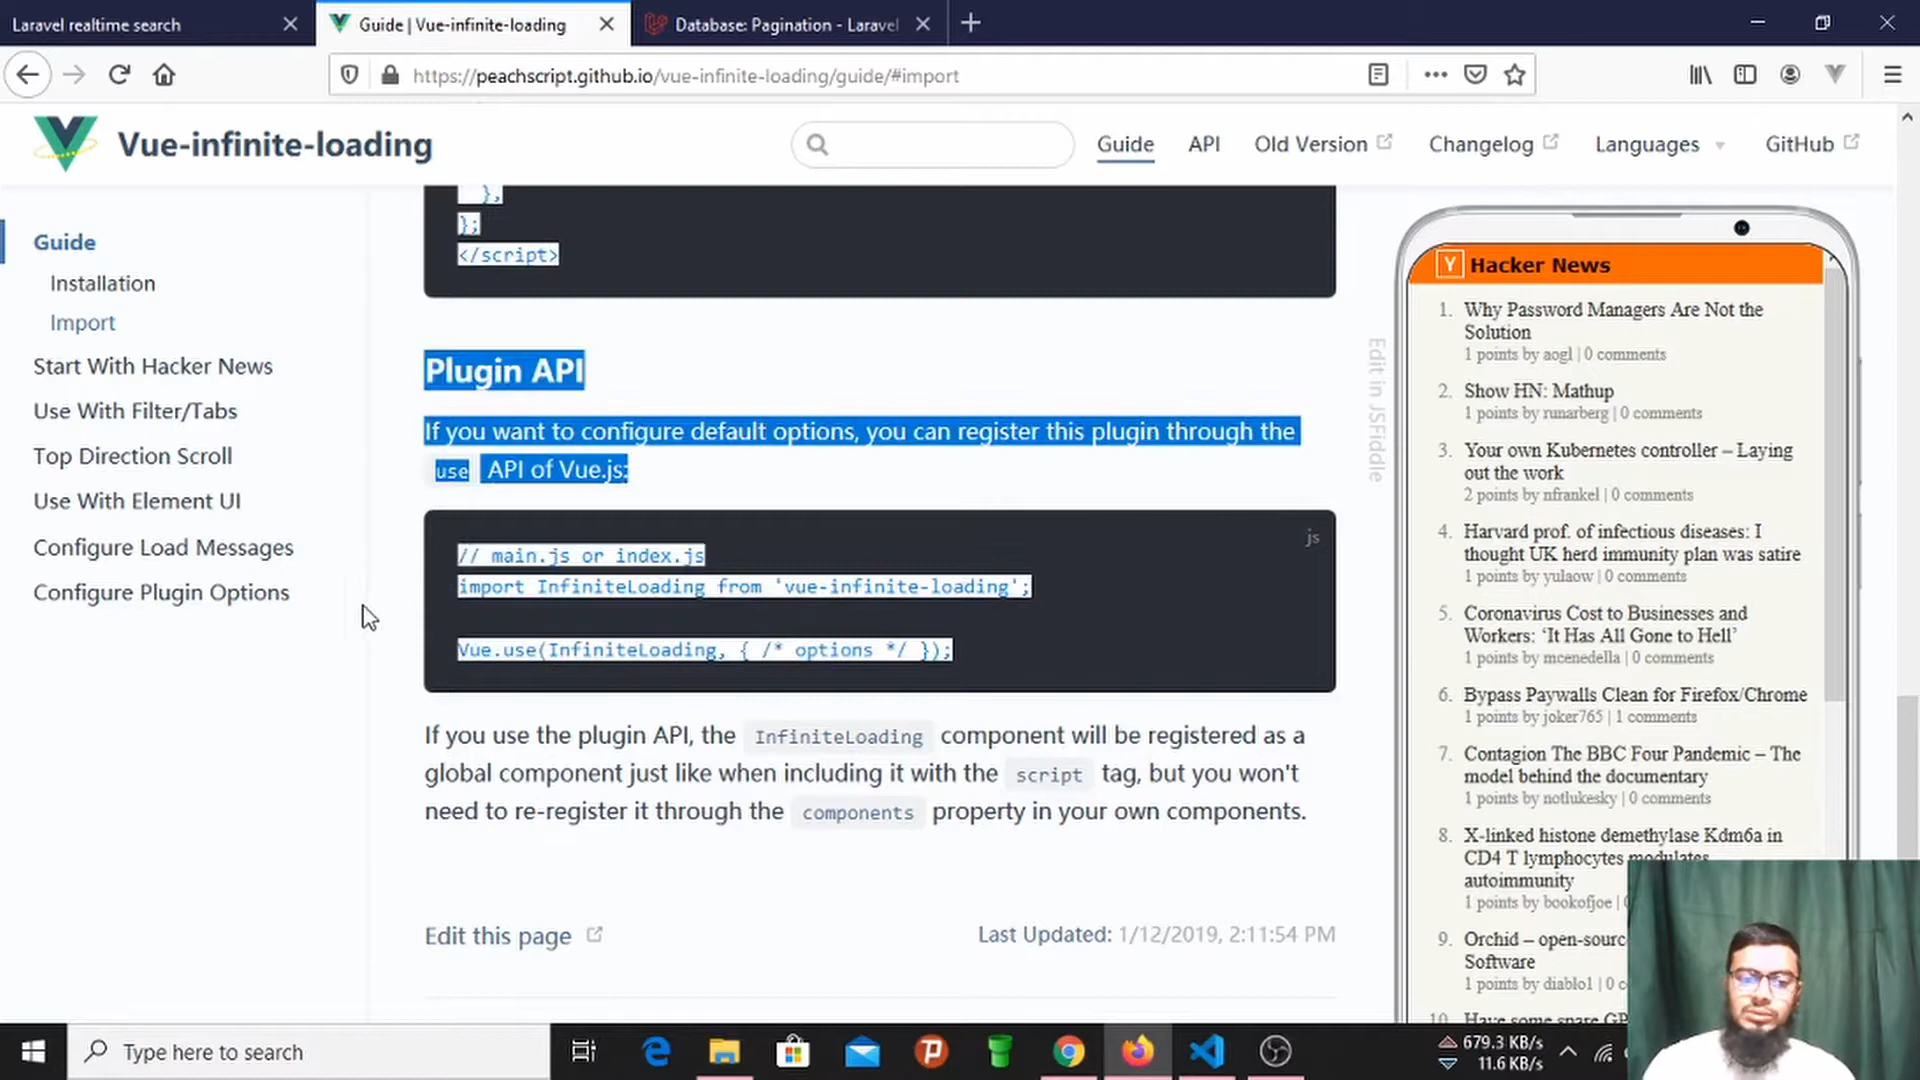 Laravel realtime search
Guide | Vue-infinite-loading
Database: Pagination - Laravel
https://peachscript.github.io/vue-infinite-loading/guide/#import
Vue-infinite-loading
Guide
API
Old Version
Changelog
Languages
GitHub
Guide
Installation
Import
Start With Hacker News
Use With Filter/Tabs
Top Direction Scroll
Use With Element UI
Configure Load Messages
Configure Plugin Options
},
};
</script>
Plugin API
If you want to configure default options, you can register this plugin through the
use API of Vue.js:
js
// main.js or index.js
import InfiniteLoading from 'vue-infinite-loading';
Vue.use(InfiniteLoading, { /* options */ });
If you use the plugin API, the InfiniteLoading component will be registered as a
global component just like when including it with the script tag, but you won't
need to re-register it through the components property in your own components.
Edit this page
Last Updated: 1/12/2019, 2:11:54 PM
Edit in JSFiddle
Y Hacker News
1. Why Password Managers Are Not the
Solution
1 points by aogl | 0 comments
2. Show HN: Mathup
1 points by runarberg | 0 comments
3. Your own Kubernetes controller – Laying
out the work
2 points by nfrankel | 0 comments
4. Harvard prof. of infectious diseases: I
thought UK herd immunity plan was satire
1 points by yulaow | 0 comments
5. Coronavirus Cost to Businesses and
Workers: ‘It Has All Gone to Hell’
1 points by mcenedella | 0 comments
6. Bypass Paywalls Clean for Firefox/Chrome
1 points by joker765 | 1 comments
7. Contagion The BBC Four Pandemic – The
model behind the documentary
1 points by notlukesky | 0 comments
8. X-linked histone demethylase Kdm6a in
CD4 T lymphocytes modulates
autoimmunity
1 points by bookofjoe |
9. Orchid – open-sourc
Software
1 points by diablo1 | 0 c
10. Have some spare GP
Type here to search
679.3 KB/s
11.6 KB/s